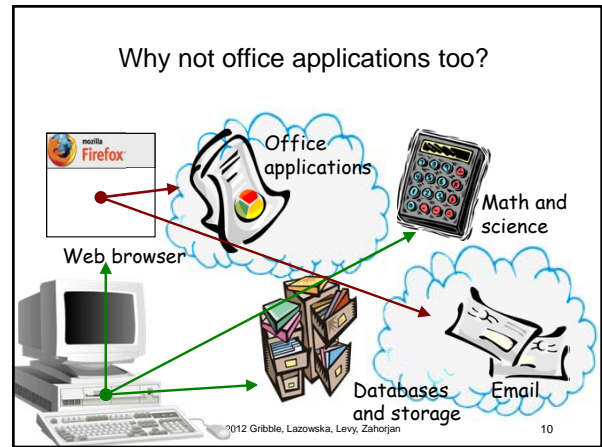 Why not office applications too?
mozilla
Firefox
Office
applications
Math and
science
Web browser
Databases
and storage
Email
2012 Gribble, Lazowska, Levy, Zahorjan
10